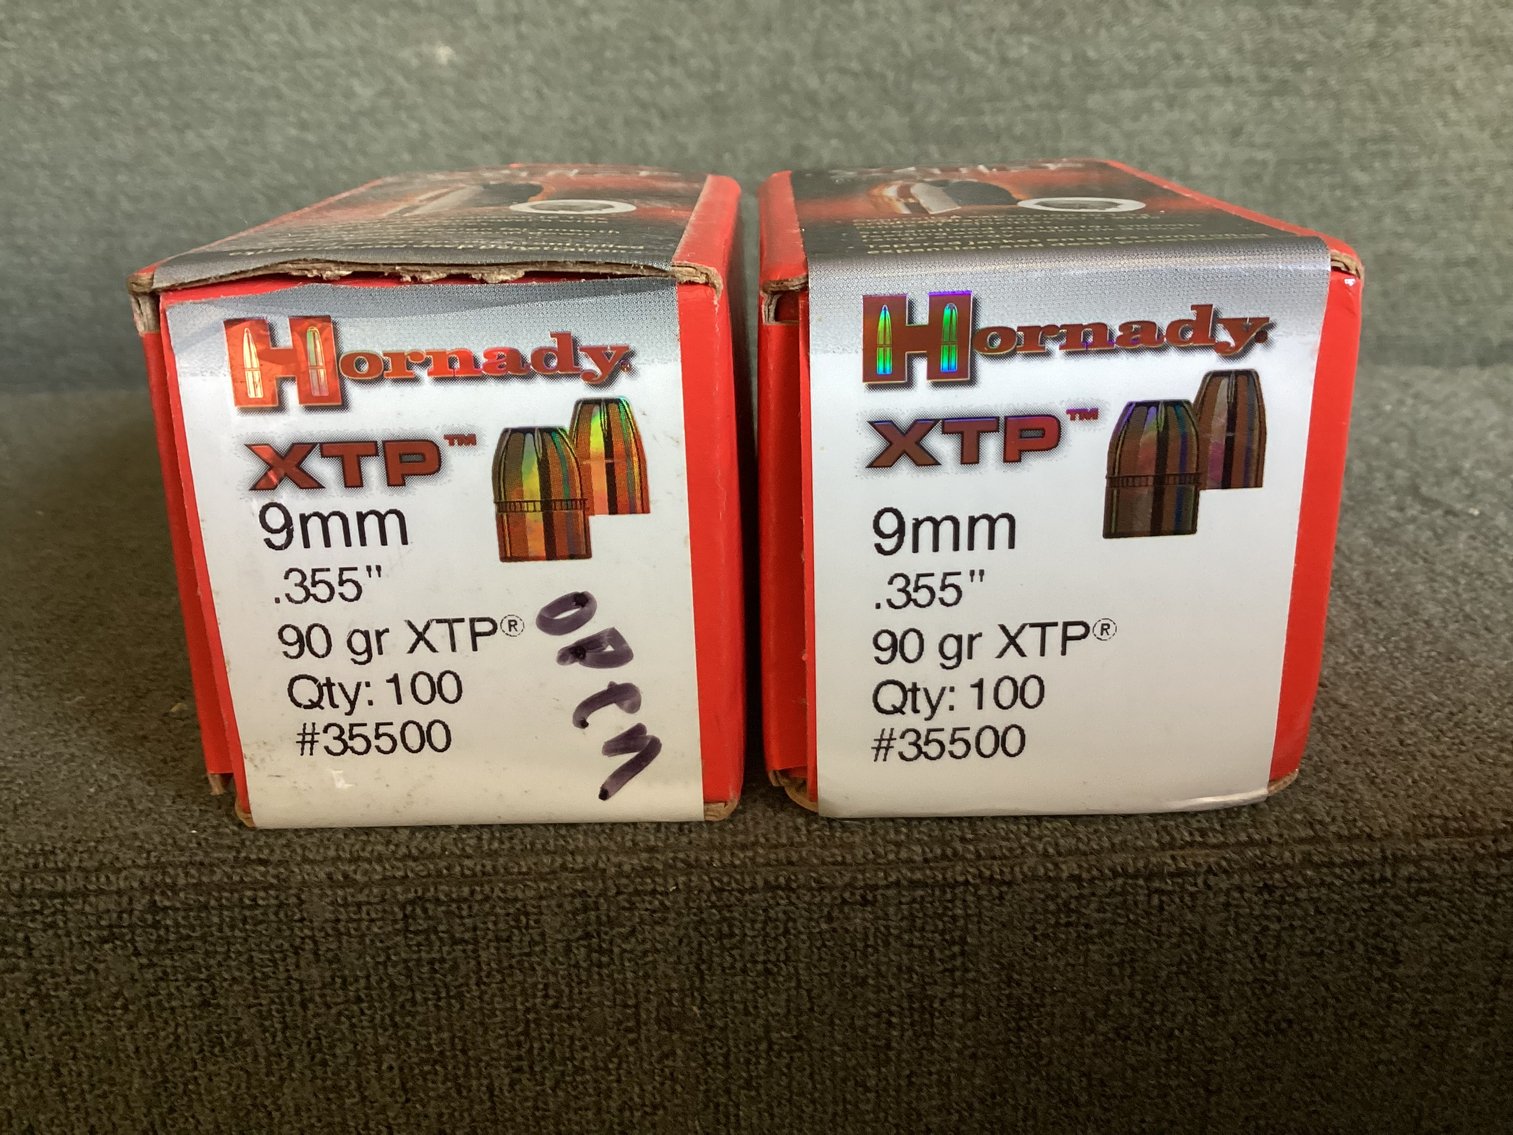 Hornady
XTP™
9mm
.355"
90 gr XTP®
Qty: 100
#35500
OPEN
Hornady
XTP™
9mm
.355"
90 gr XTP®
Qty: 100
#35500